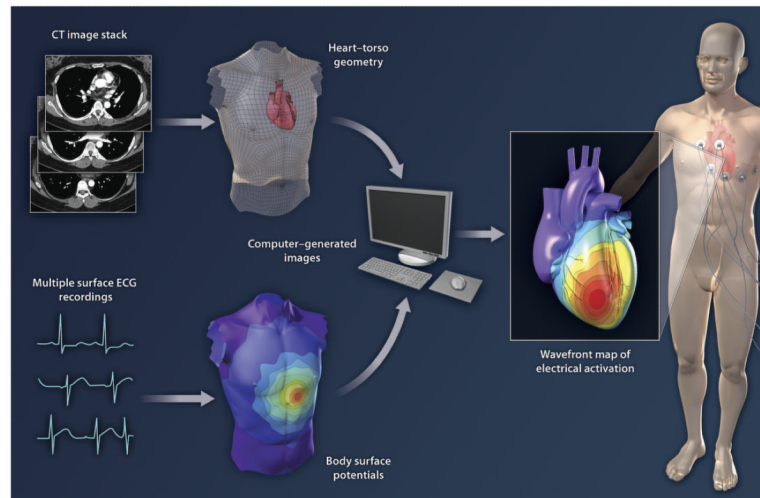 CT image stack
Heart–torso
geometry
Computer–generated
images
Multiple surface ECG
recordings
Wavefront map of
electrical activation
Body surface
potentials